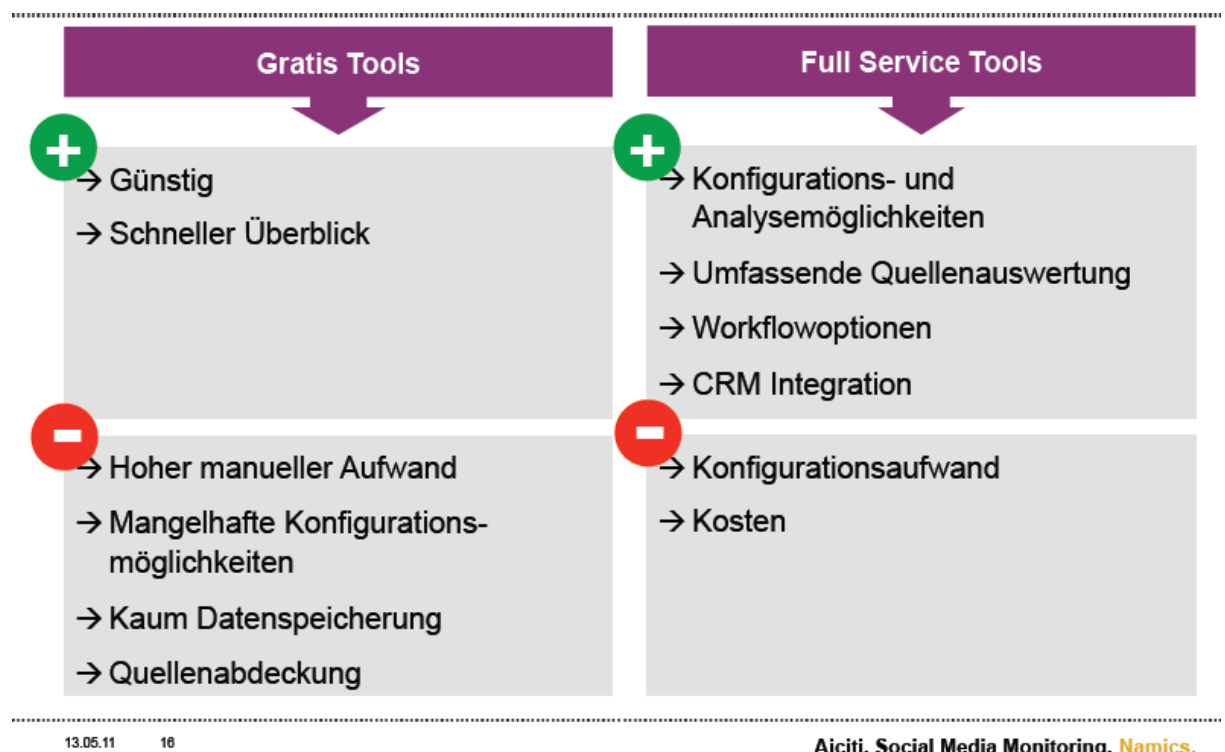 Gratis Tools
+
→ Günstig
→ Schneller Überblick
-
→ Hoher manueller Aufwand
→ Mangelhafte Konfigurations-
möglichkeiten
→ Kaum Datenspeicherung
→ Quellenabdeckung
Full Service Tools
+
→ Konfigurations- und
Analysemöglichkeiten
→ Umfassende Quellenauswertung
→ Workflowoptionen
→ CRM Integration
-
→ Konfigurationsaufwand
→ Kosten
13.05.11 16
Aiciti. Social Media Monitoring. Namics.